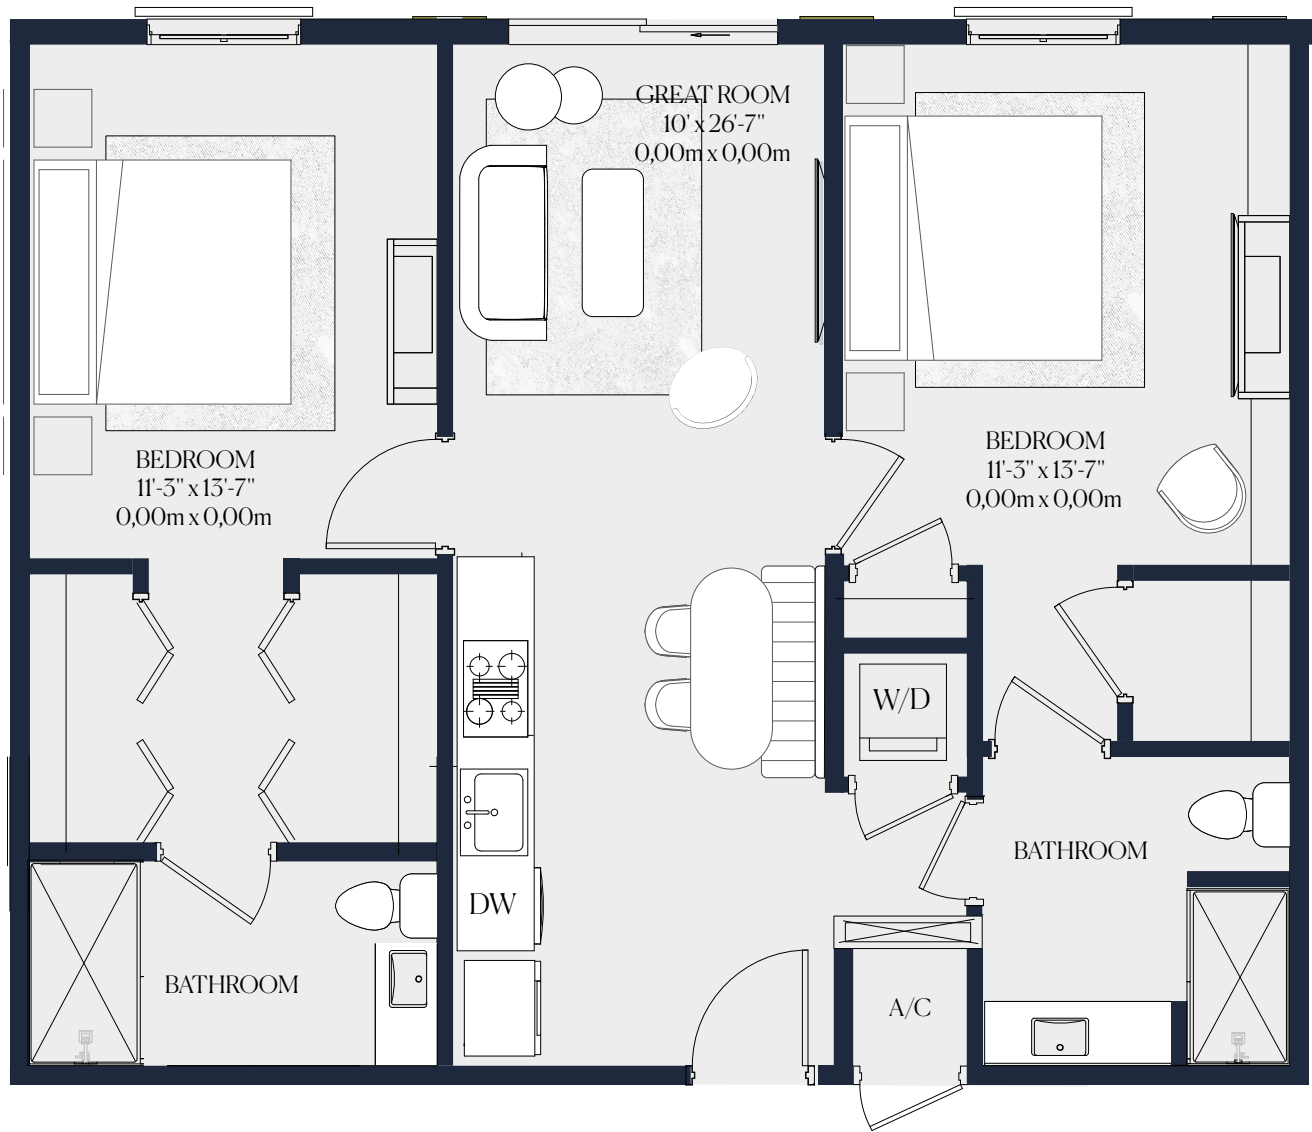 GREAT ROOM
10' x 26'-7"
0,00m x 0,00m
BEDROOM
11'-3" x 13'-7"
0,00m x 0,00m
BEDROOM
11'-3" x 13'-7"
0,00m x 0,00m
W/D
BATHROOM
DW
BATHROOM
A/C